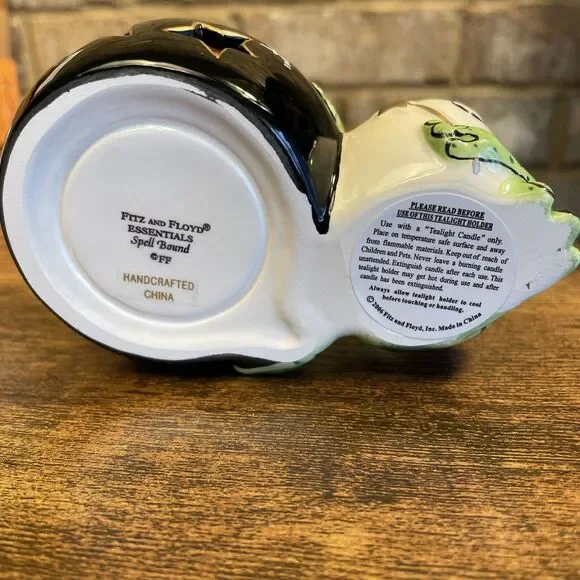 FITZ AND FLOYD®
ESSENTIALS
Spell Bound
©FF
HANDCRAFTED
CHINA
PLEASE READ BEFORE
USE OF THIS TEALIGHT HOLDER
Use with a "Tealight Candle" only.
Place on temperature safe surface and away
from flammable materials. Keep out of reach of
Children and Pets. Never leave a burning candle
unattended. Extinguish candle after each use. This
tealight holder may get hot during use and after
candle has been extinguished.
Always allow tealight holder to cool
before touching or handling.
©2006 Fitz and Floyd, Inc. Made in China